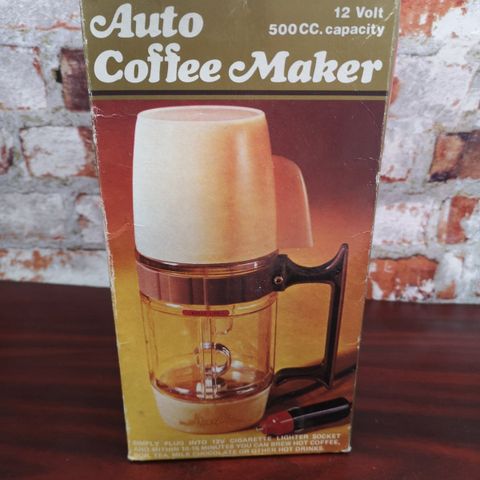 Auto
12 Volt
500CC. capacity
Coffee Maker
SIMPLY PLUG INTO 12V CIGARETTE LIGHTER SOCKET
AND WITHIN 10-15 MINUTES YOU CAN BREW HOT COFFEE,
TEA, MILK CHOCOLATE OR OTHER HOT DRINKS.